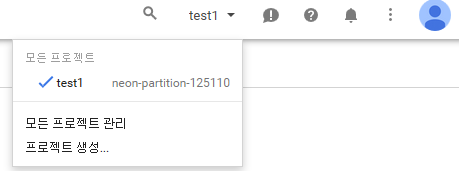 test1
모든 프로젝트
test1 neon-partition-125110
모든 프로젝트 관리
프로젝트 생성...